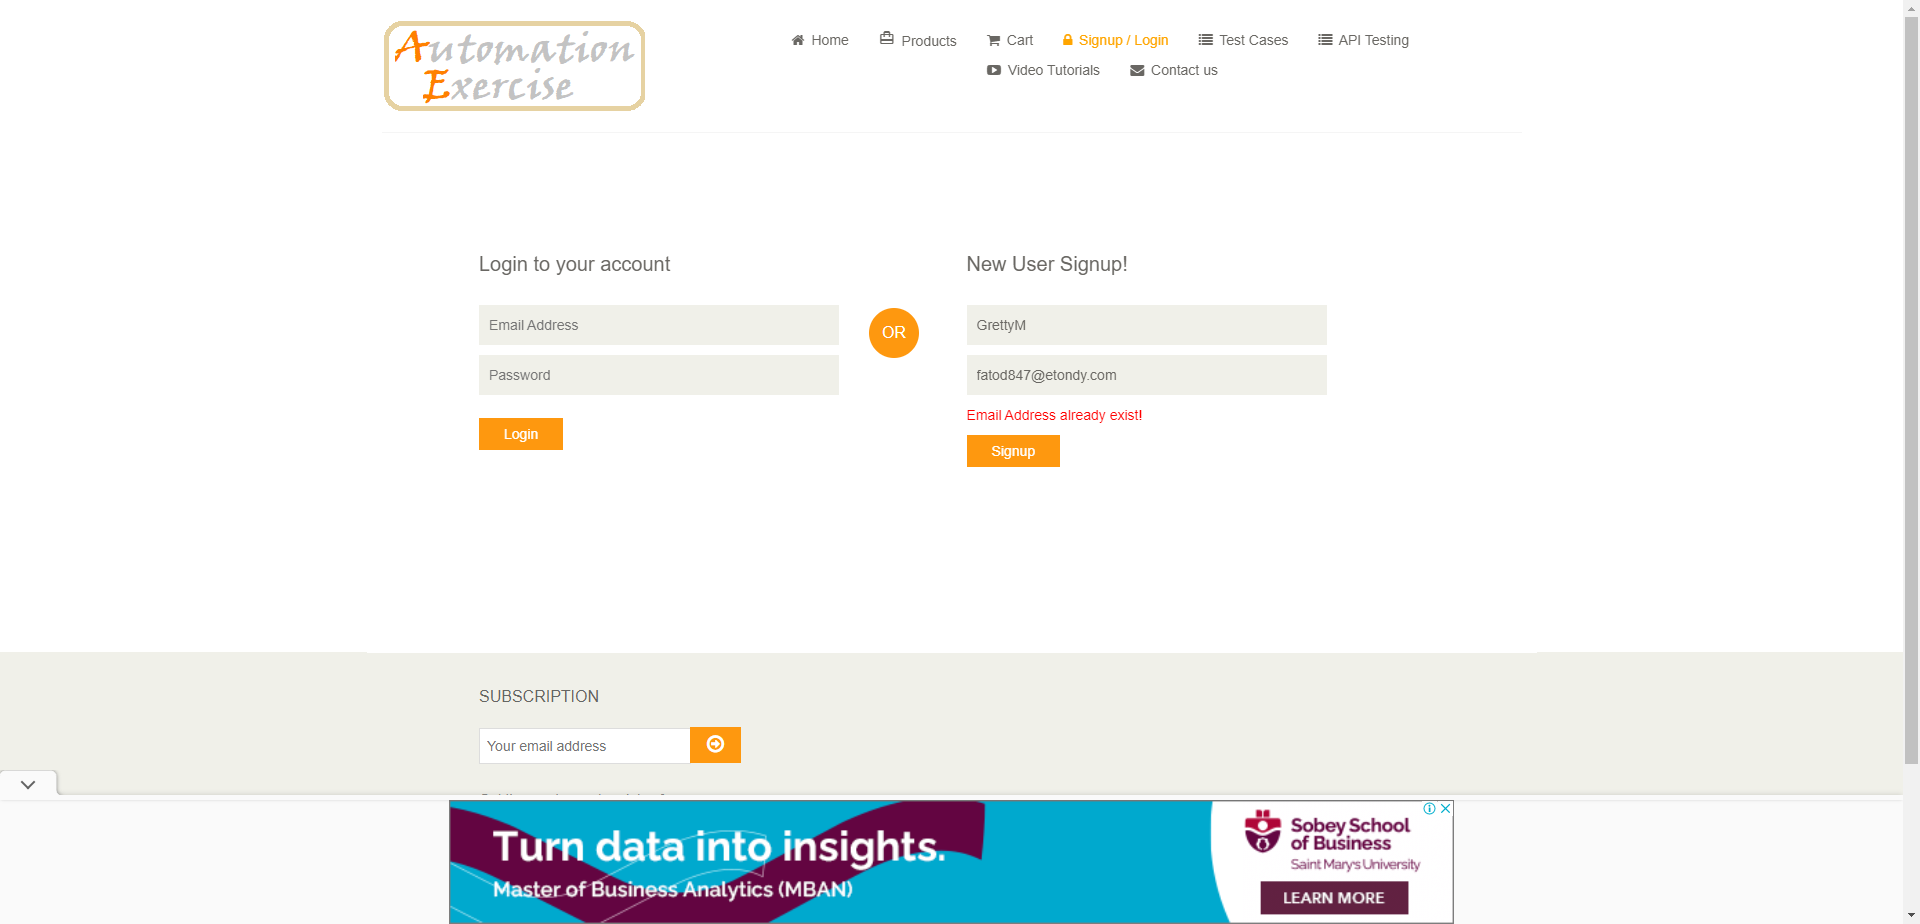 Automation
Exercise
Home
Products
Cart
Signup / Login
Test Cases
API Testing
Video Tutorials
Contact us
Login to your account
Email Address
Password
Login
OR
New User Signup!
GrettyM
fatod847@etondy.com
Email Address already exist!
Signup
SUBSCRIPTION
Your email address
Turn data into insights.
Master of Business Analytics (MBAN)
Sobey School
of Business
Saint Mary's University
LEARN MORE